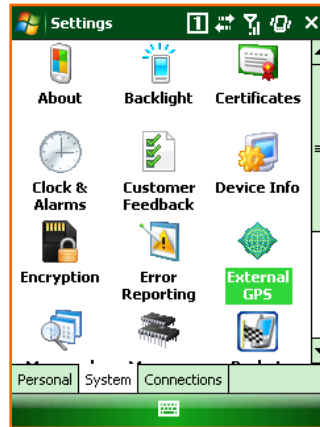 Settings
About
Backlight
Certificates
Clock &
Alarms
Customer
Feedback
Device Info
Encryption
Error
Reporting
External
GPS
Personal
System
Connections